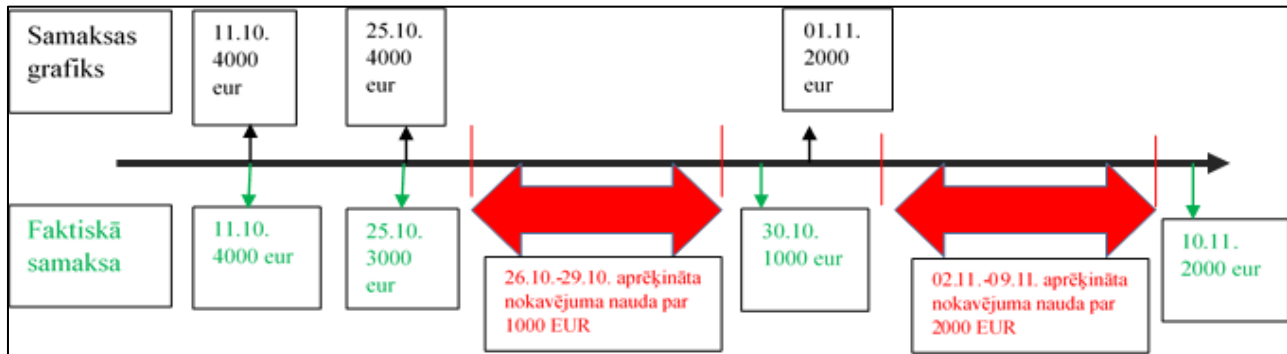 Samaksas
grafiks
11.10.
4000
eur
25.10.
4000
eur
01.11.
2000
eur
Faktiskā
samaksa
11.10.
4000 eur
25.10.
3000
eur
26.10.-29.10. aprēķināta
nokavējuma nauda par
1000 EUR
30.10.
1000 eur
02.11.-09.11. aprēķināta
nokavējuma nauda par
2000 EUR
10.11.
2000 eur